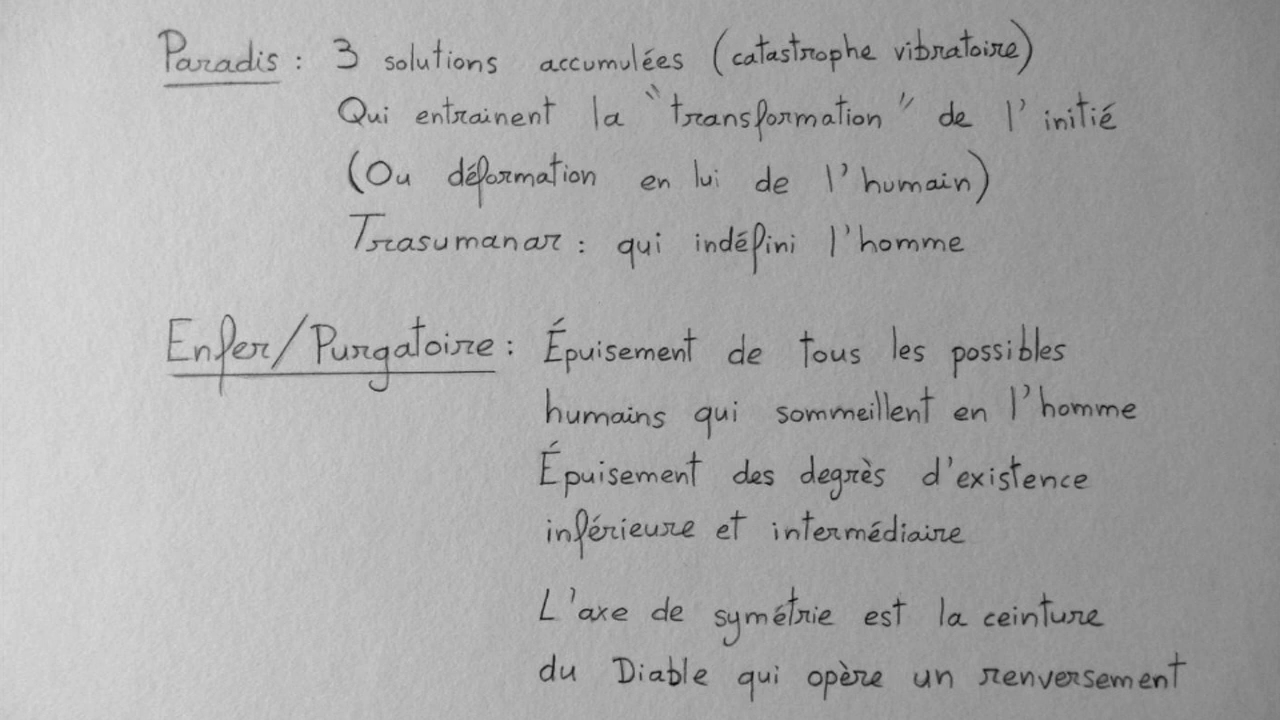 Paradis : 3 solutions accumulées (catastrophe vibratoire)
Qui entrainent la "transformation" de l'initié
(Ou déformation en lui de l'humain)
Trasumanar : qui indéfini l'homme
Enfer/Purgatoire : Épuisement de tous les possibles
humains qui sommeillent en l'homme
Épuisement des degrès d'existence
inférieure et intermédiaire
L'axe de symétrie est la ceinture
du Diable qui opère un renversement